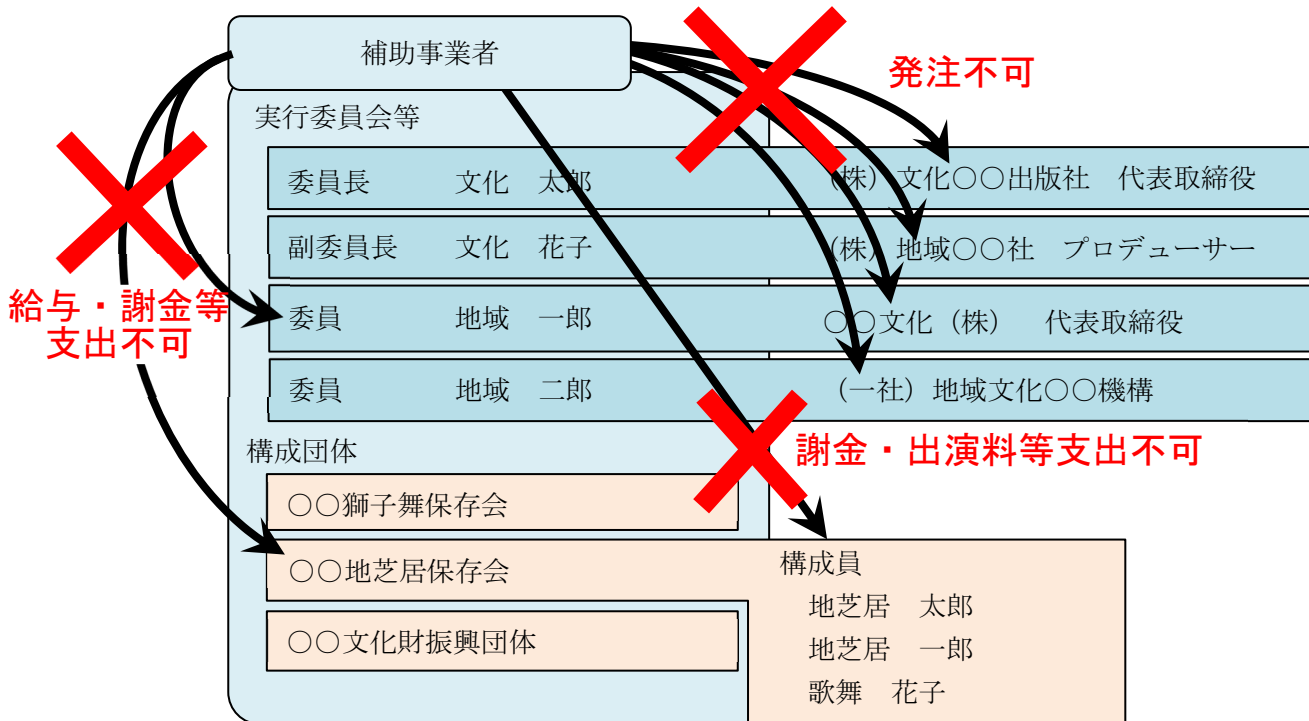 補助事業者
発注不可
実行委員会等
委員長 文化 太郎 (株)文化○○出版社 代表取締役
副委員長 文化 花子 (株)地域○○社 プロデューサー
給与・謝金等
支出不可
委員 地域 一郎 ○○文化(株) 代表取締役
委員 地域 二郎 (一社)地域文化○○機構
謝金・出演料等支出不可
構成団体
○○獅子舞保存会
○○地芝居保存会
○○文化財振興団体
構成員
地芝居 太郎
地芝居 一郎
歌舞 花子